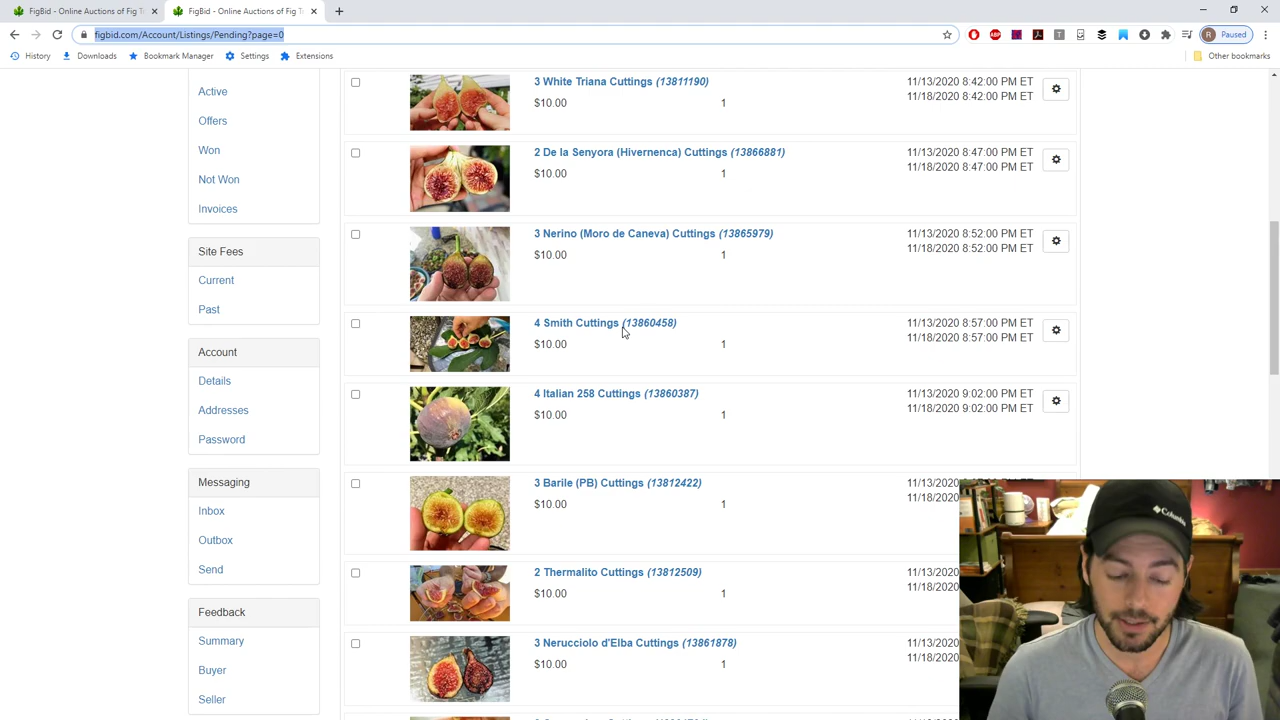 FigBid - Online Auctions of Fig T
FigBid - Online Auctions of Fig T
figbid.com/Account/Listings/Pending?page=0
Paused
History
Downloads
Bookmark Manager
Settings
Extensions
Other bookmarks
Active
Offers
Won
Not Won
Invoices
Site Fees
Current
Past
Account
Details
Addresses
Password
Messaging
Inbox
Outbox
Send
Feedback
Summary
Buyer
Seller
3 White Triana Cuttings (13811190)
11/13/2020 8:42:00 PM ET
$10.00 1
11/18/2020 8:42:00 PM ET
2 De la Senyora (Hivernenca) Cuttings (13866881)
11/13/2020 8:47:00 PM ET
$10.00 1
11/18/2020 8:47:00 PM ET
3 Nerino (Moro de Caneva) Cuttings (13865979)
11/13/2020 8:52:00 PM ET
$10.00 1
11/18/2020 8:52:00 PM ET
4 Smith Cuttings (13860458)
11/13/2020 8:57:00 PM ET
$10.00 1
11/18/2020 8:57:00 PM ET
4 Italian 258 Cuttings (13860387)
11/13/2020 9:02:00 PM ET
$10.00 1
11/18/2020 9:02:00 PM ET
3 Barile (PB) Cuttings (13812422)
11/13/2020
$10.00 1
11/18/2020
2 Thermalito Cuttings (13812509)
11/13/2020
$10.00 1
11/18/2020
3 Nerucciolo d'Elba Cuttings (13861878)
11/13/2020
$10.00 1
11/18/2020
Columbia